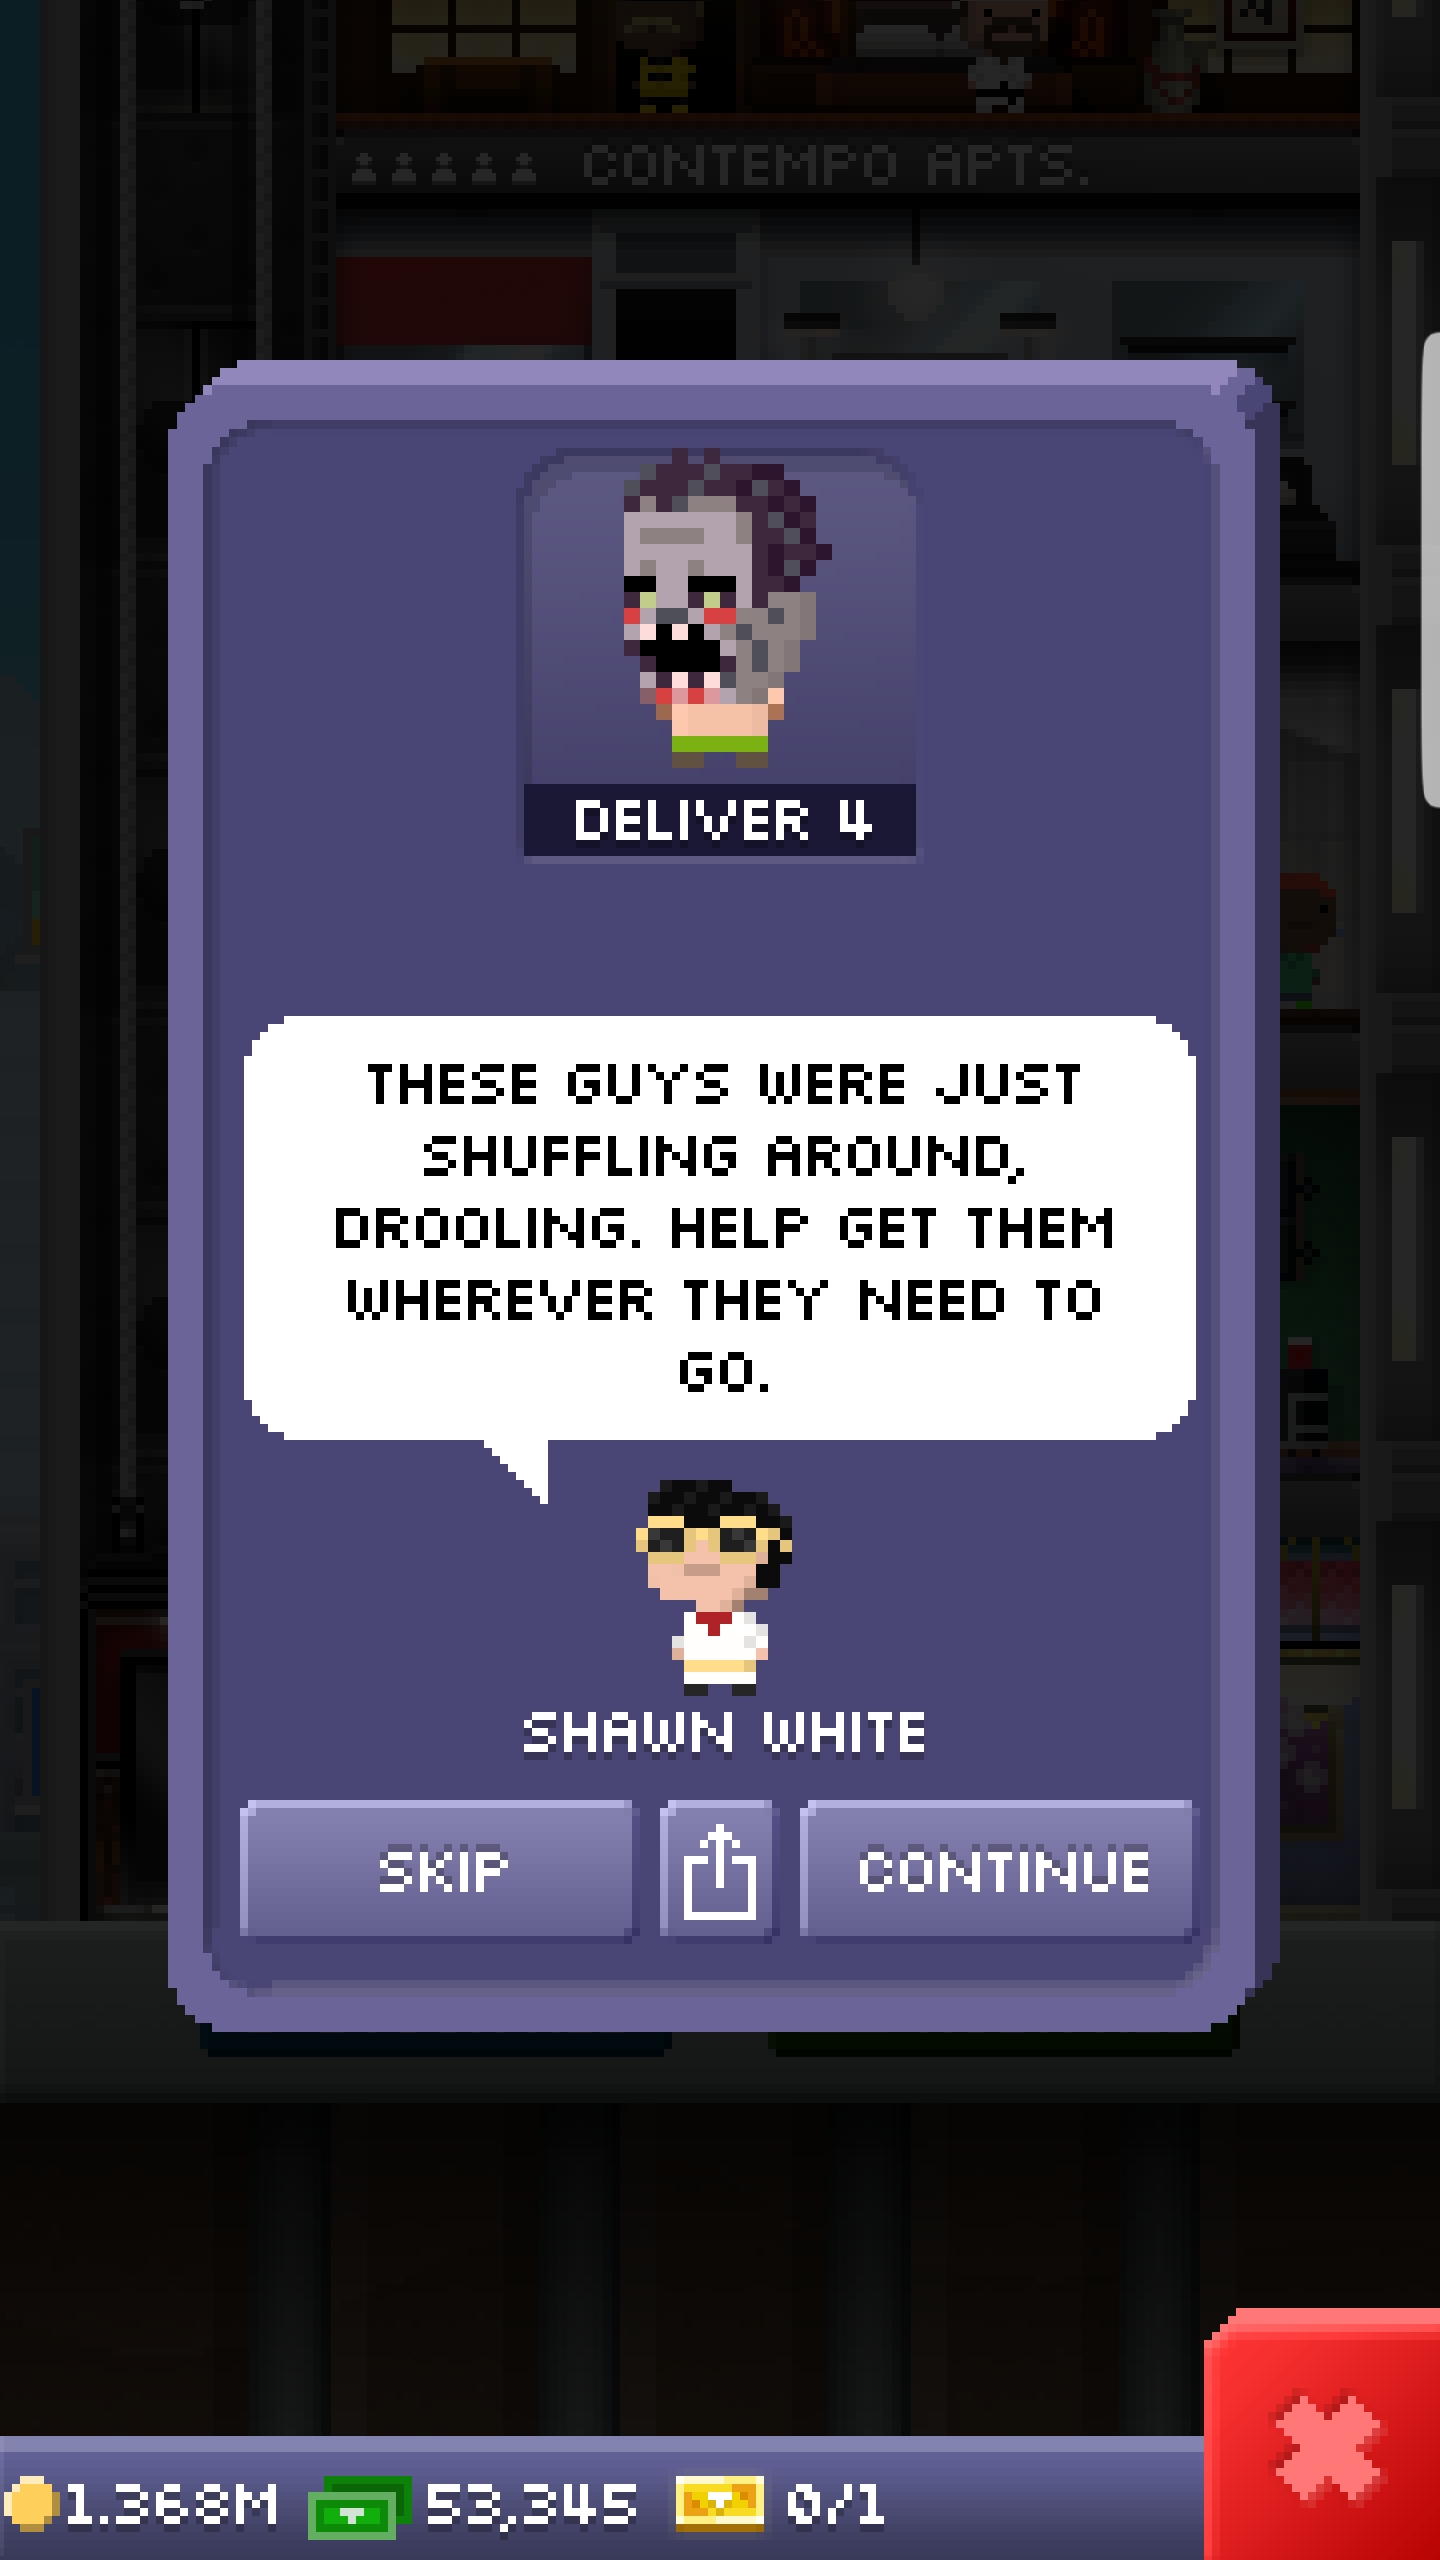 CONTEMPO APTS.
DELIVER 4
THESE GUYS WERE JUST
SHUFFLING AROUND,
DROOLING. HELP GET THEM
WHEREVER THEY NEED TO
GO.
SHAWN WHITE
SKIP
CONTINUE
1.368M 53,345 0/1